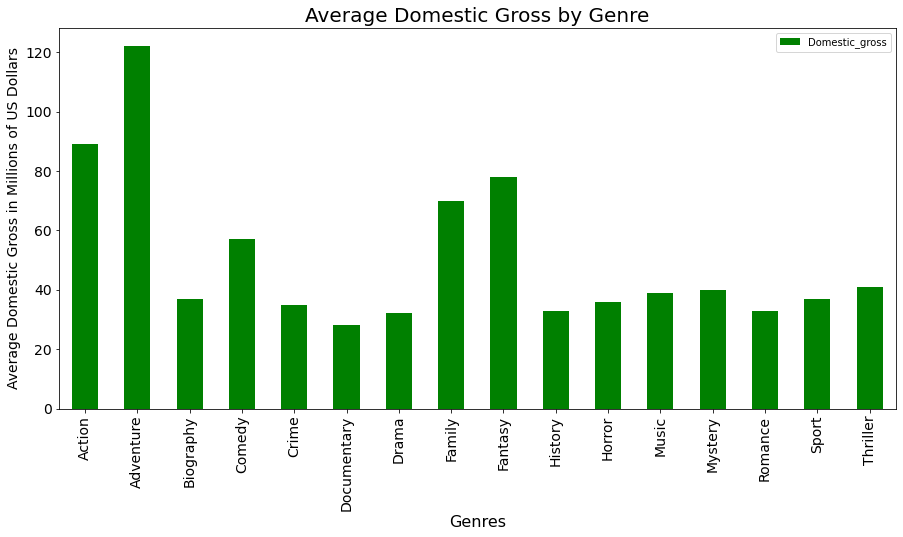 Average Domestic Gross by Genre
Domestic_gross
Average Domestic Gross in Millions of US Dollars
120
100
80
60
40
20
0
Action
Adventure
Biography
Comedy
Crime
Documentary
Drama
Family
Fantasy
History
Horror
Music
Mystery
Romance
Sport
Thriller
Genres